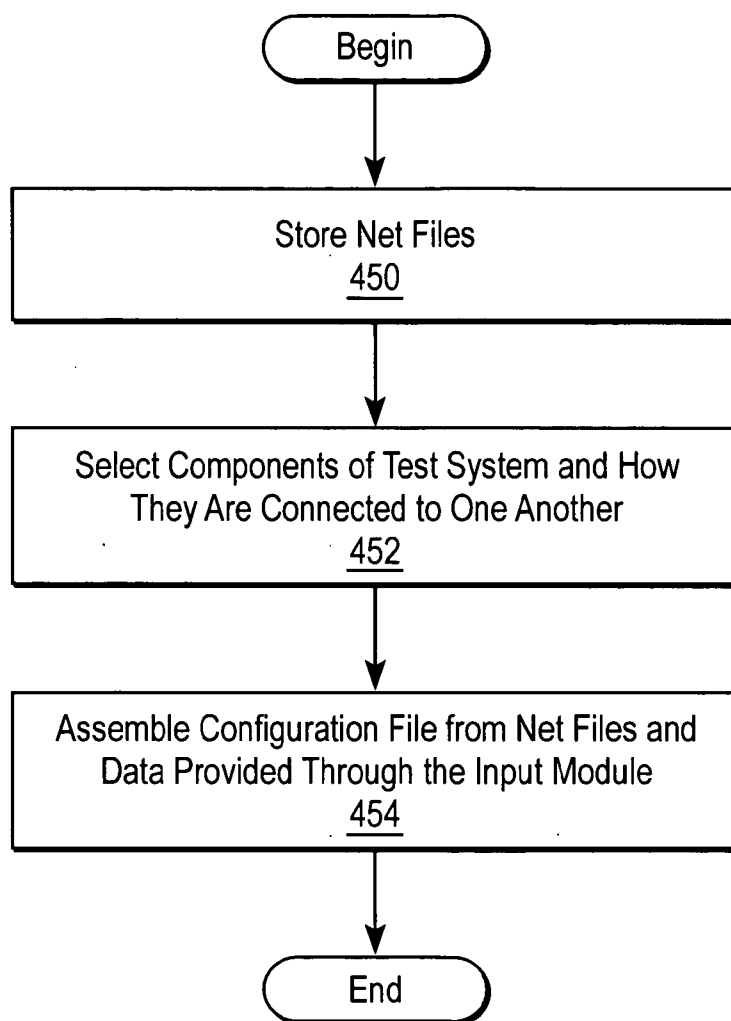 Begin
Store Net Files
450
Select Components of Test System and How
They Are Connected to One Another
452
Assemble Configuration File from Net Files and
Data Provided Through the Input Module
454
End